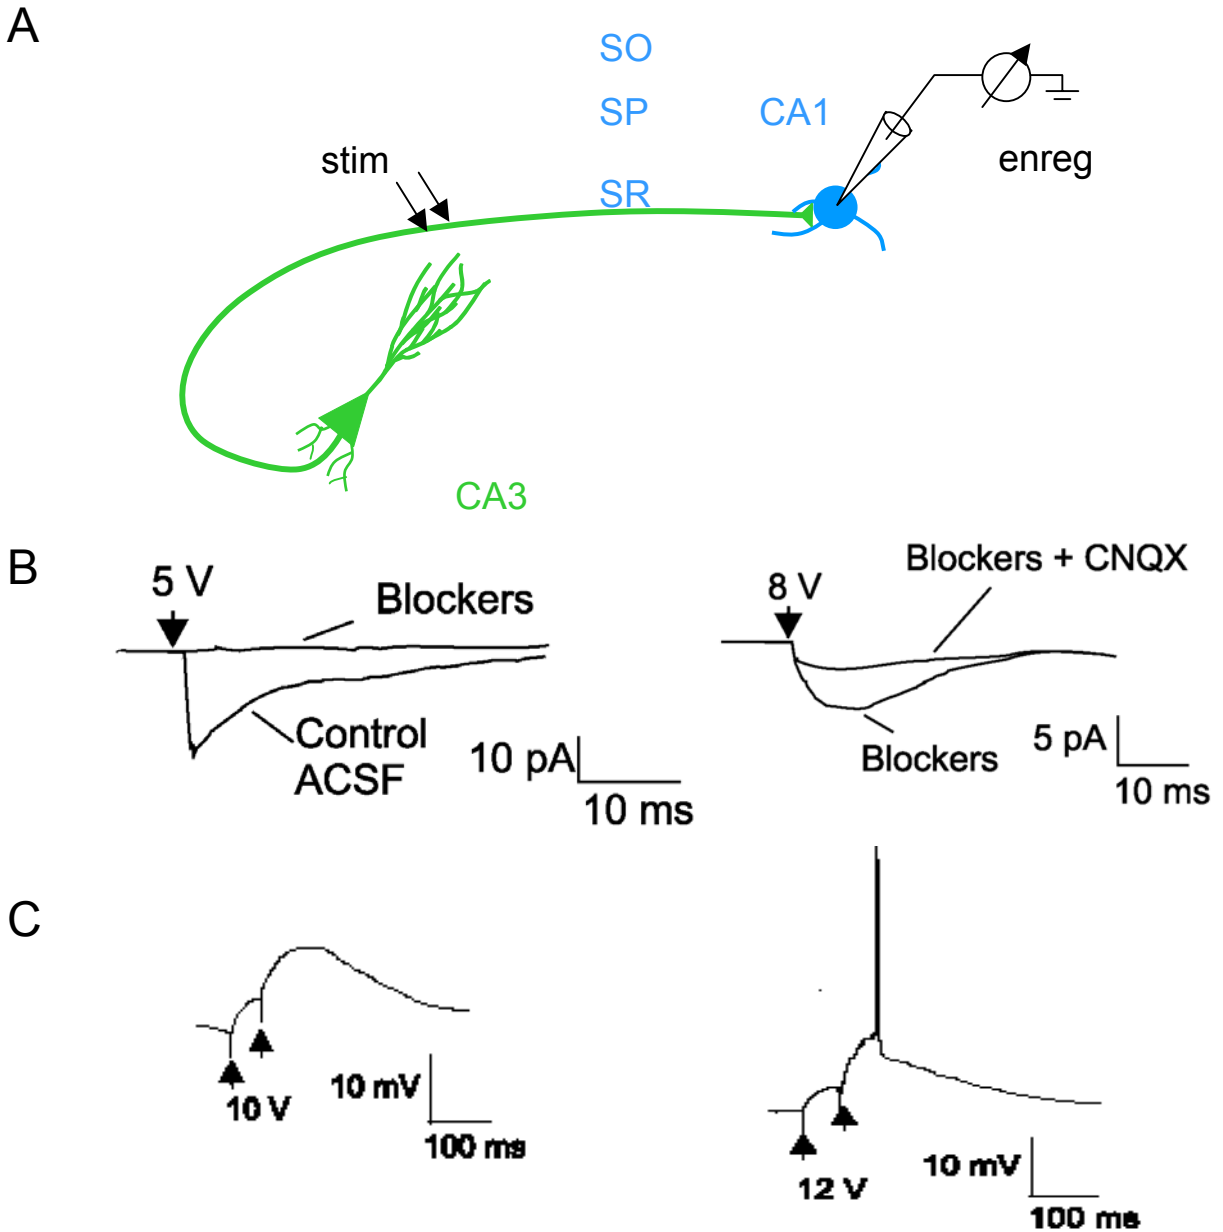 A
SO
SP
CA1
stim
enreg
SR
CA3
B
5 V
Blockers
Control
ACSF
10 pA
10 ms
8 V
Blockers + CNQX
Blockers
5 pA
10 ms
C
10 V
10 mV
100 ms
12 V
10 mV
100 ms